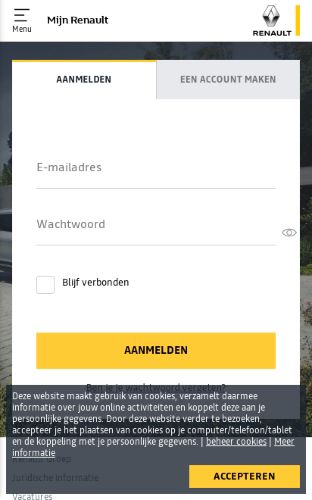 Menu
Mijn Renault
RENAULT
AANMELDEN
EEN ACCOUNT MAKEN
E-mailadres
Wachtwoord
Blijf verbonden
AANMELDEN
Ben je je wachtwoord vergeten?
Deze website maakt gebruik van cookies, verzamelt daarmee
informatie over jouw online activiteiten en koppelt deze aan je
persoonlijke gegevens. Door deze website verder te bezoeken,
accepteer je het plaatsen van cookies op je computer/telefoon/tablet
en de koppeling met je persoonlijke gegevens. | beheer cookies | Meer
informatie
Renault Groep
Juridische informatie
ACCEPTEREN
Vacatures